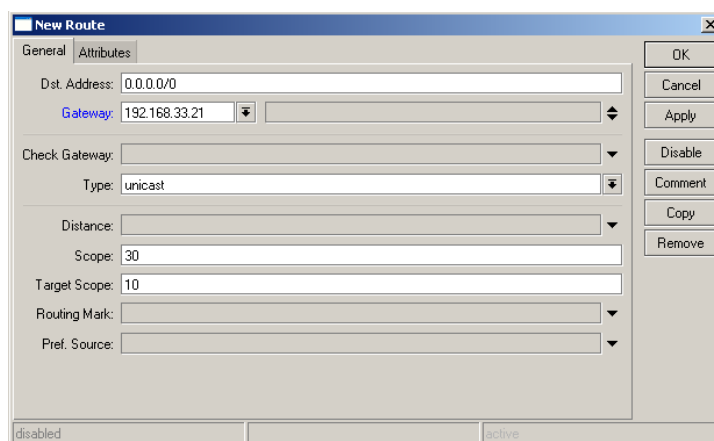 New Route
General Attributes
OK
Dst. Address: 0.0.0.0/0
Cancel
Gateway: 192.168.33.21
Apply
Check Gateway:
Disable
Type: unicast
Comment
Copy
Distance:
Remove
Scope: 30
Target Scope: 10
Routing Mark:
Pref. Source:
disabled active